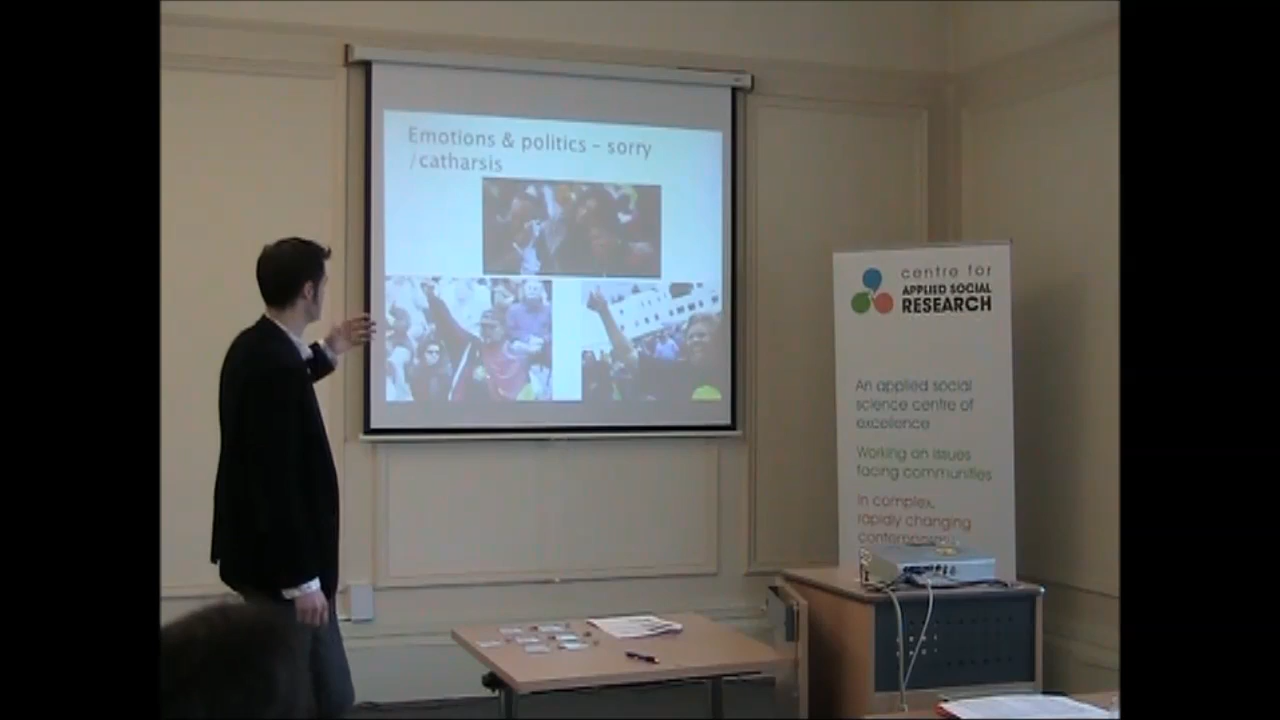 Emotions & politics – sorry
/catharsis
centre for
APPLIED SOCIAL
RESEARCH
An applied social
science centre of
excellence
Working on issues
facing communities
In complex,
rapidly changing